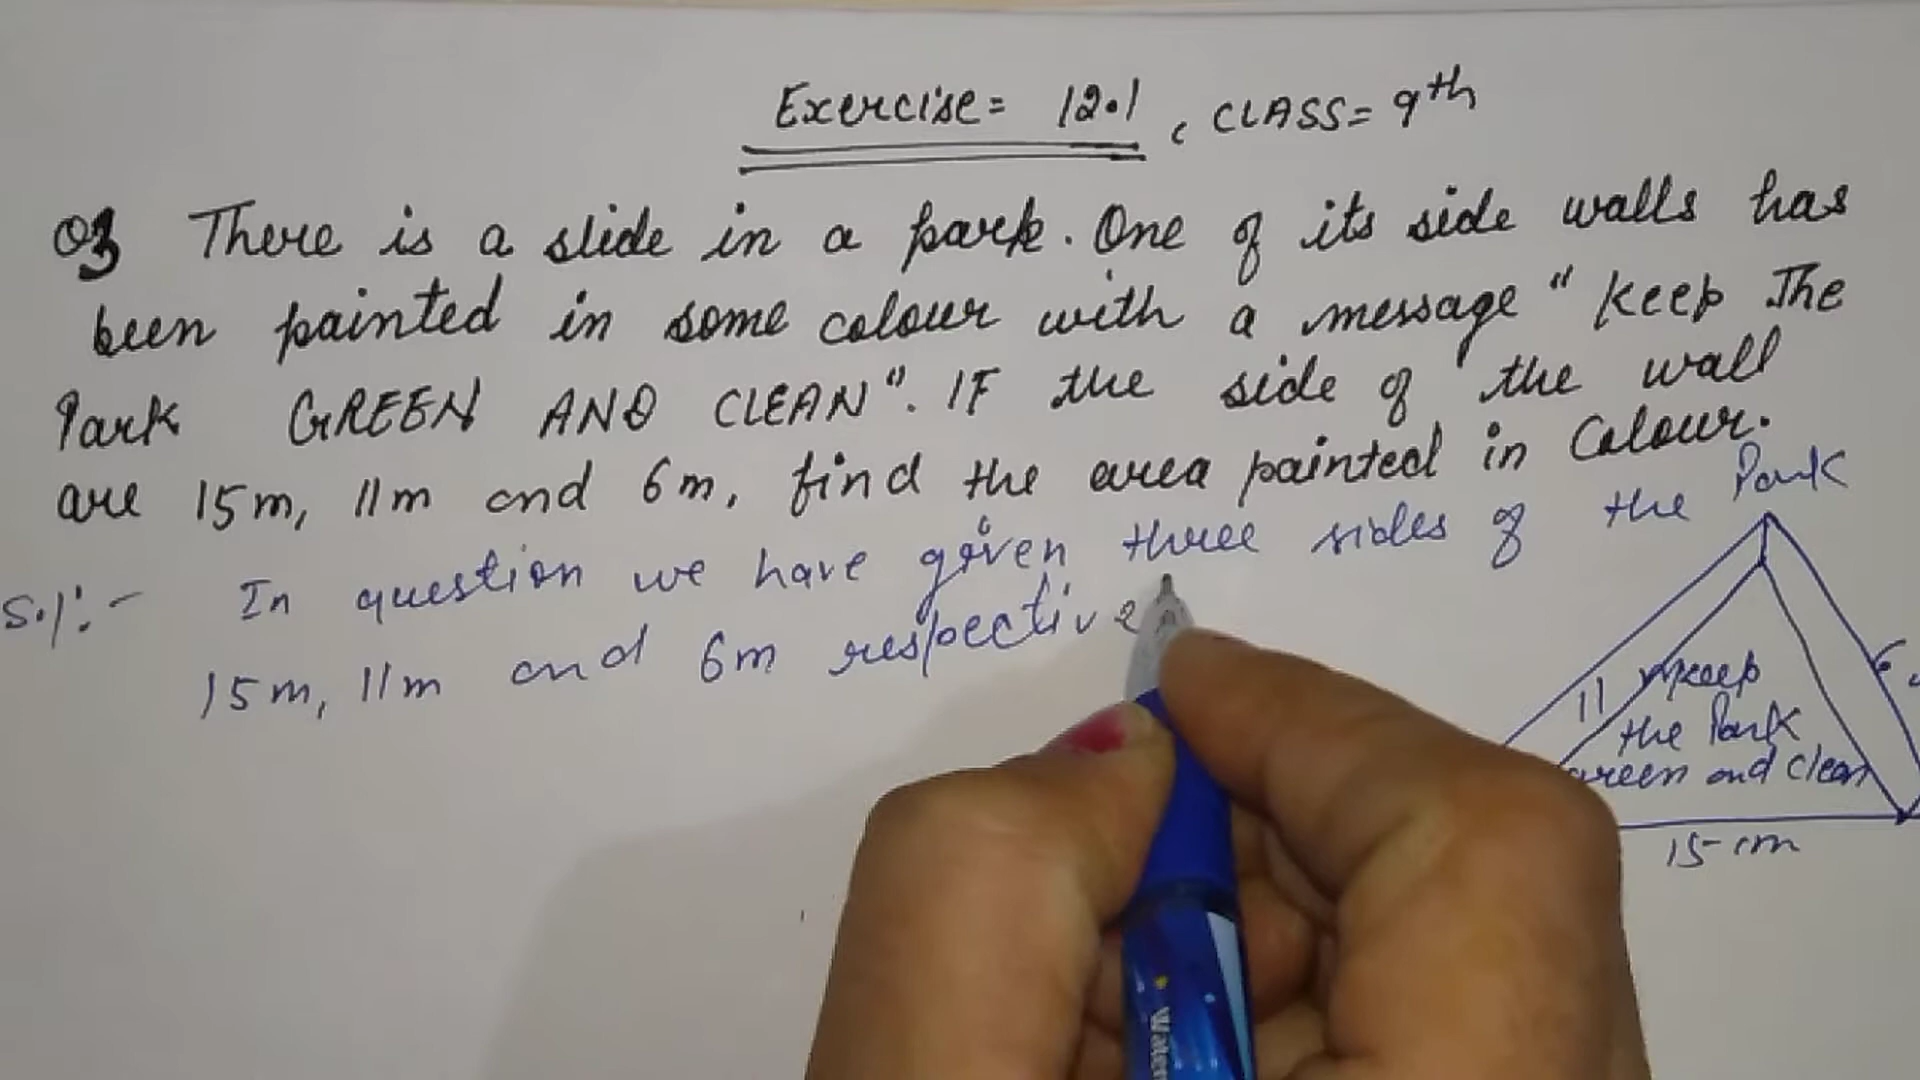 Exercise = 12.1, CLASS = 9th
Q3 There is a slide in a park. One of its side walls has
been painted in some colour with a message "Keep The
Park GREEN AND CLEAN". IF the side of the wall
are 15m, 11m and 6m, find the area painted in Colour.
Sol:- In question we have given three sides of the Park
15m, 11m and 6m respective
11
6
keep
the Park
Green and Clean
15 cm
Water